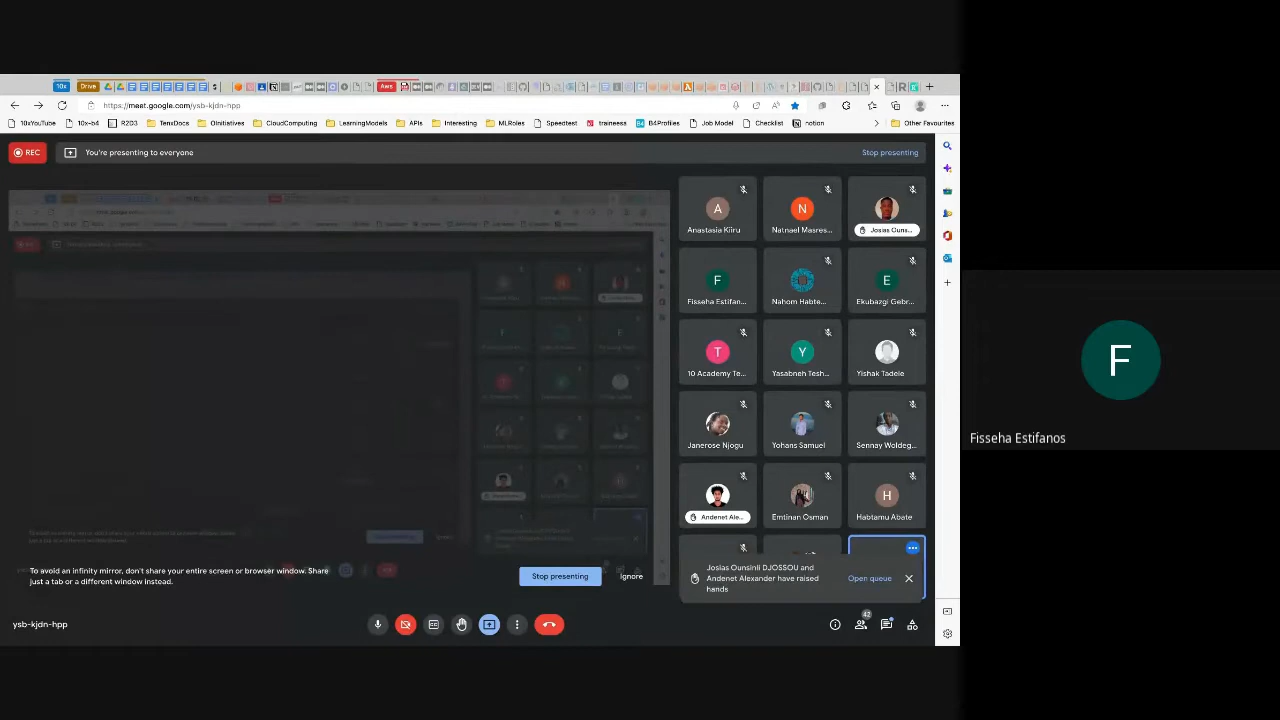 10x
Drive
Aws
https://meet.google.com/ysb-kjdn-hpp
10xYouTube
10x-b4
R2D3
TenxDocs
OInitiatives
CloudComputing
LearningModels
APIs
Interesting
MLRoles
Speedtest
traineess
B4Profiles
Job Model
Checklist
notion
Other Favourites
REC
You're presenting to everyone
Stop presenting
Anastasia Kiiru
Natnael Masres...
Josias Ouns...
Fisseha Estifan...
Nahom Habte...
Ekubazgi Gebr...
10 Academy Te...
Yasabneh Tesh...
Yishak Tadele
Janerose Njogu
Yohans Samuel
Sennay Woldeg...
Andenet Ale...
Emtinan Osman
Habtamu Abate
To avoid an infinity mirror, don't share your entire screen or browser window. Share
just a tab or a different window instead.
Stop presenting
Ignore
Josias Ounsinli DJOSSOU and
Andenet Alexander have raised
hands
Open queue
ysb-kjdn-hpp
42
F
Fisseha Estifanos